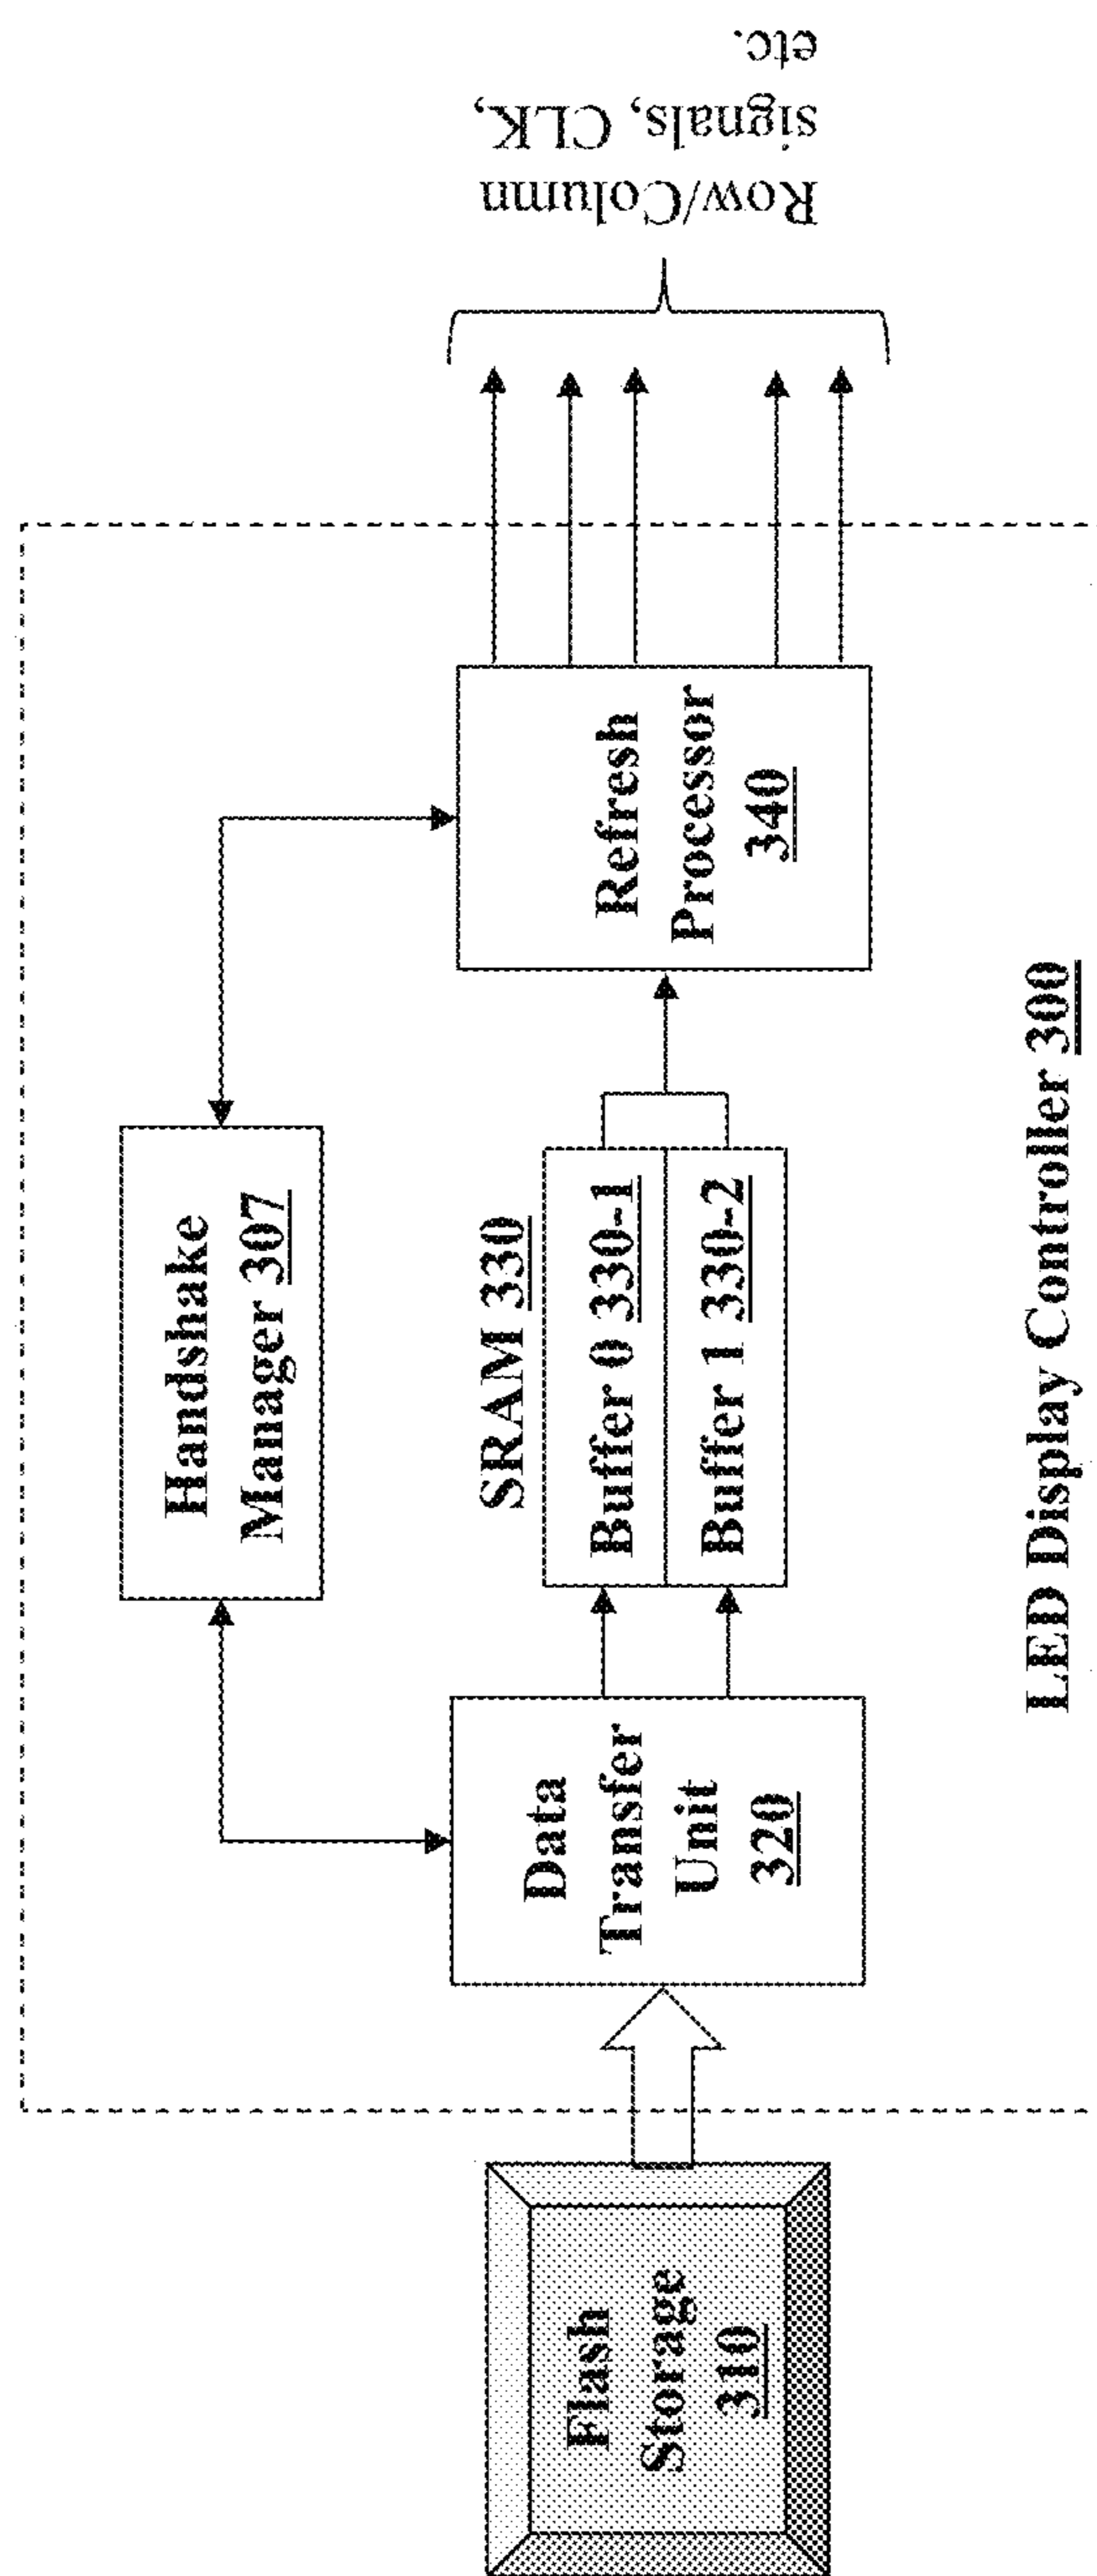 Handshake
Manager 307
SRAM 330
Flash
Storage
310
Data
Transfer
Unit
320
Buffer 0 330-1
Buffer 1 330-2
Refresh
Processor
340
Row/Column
signals, CLK,
etc.
LED Display Controller 300